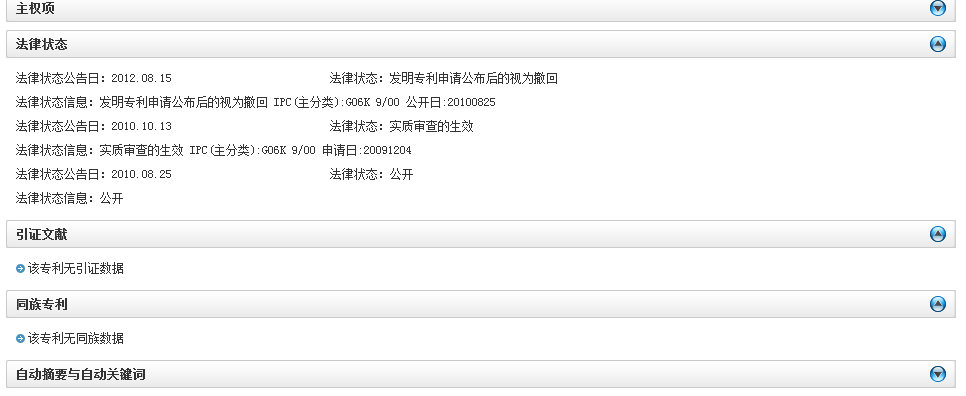 主权项
法律状态
法律状态公告日：2012.08.15 法律状态：发明专利申请公布后的视为撤回
法律状态信息：发明专利申请公布后的视为撤回 IPC(主分类):G06K 9/00 公开日:20100825
法律状态公告日：2010.10.13 法律状态：实质审查的生效
法律状态信息：实质审查的生效 IPC(主分类):G06K 9/00 申请日:20091204
法律状态公告日：2010.08.25 法律状态：公开
法律状态信息：公开
引证文献
该专利无引证数据
同族专利
该专利无同族数据
自动摘要与自动关键词